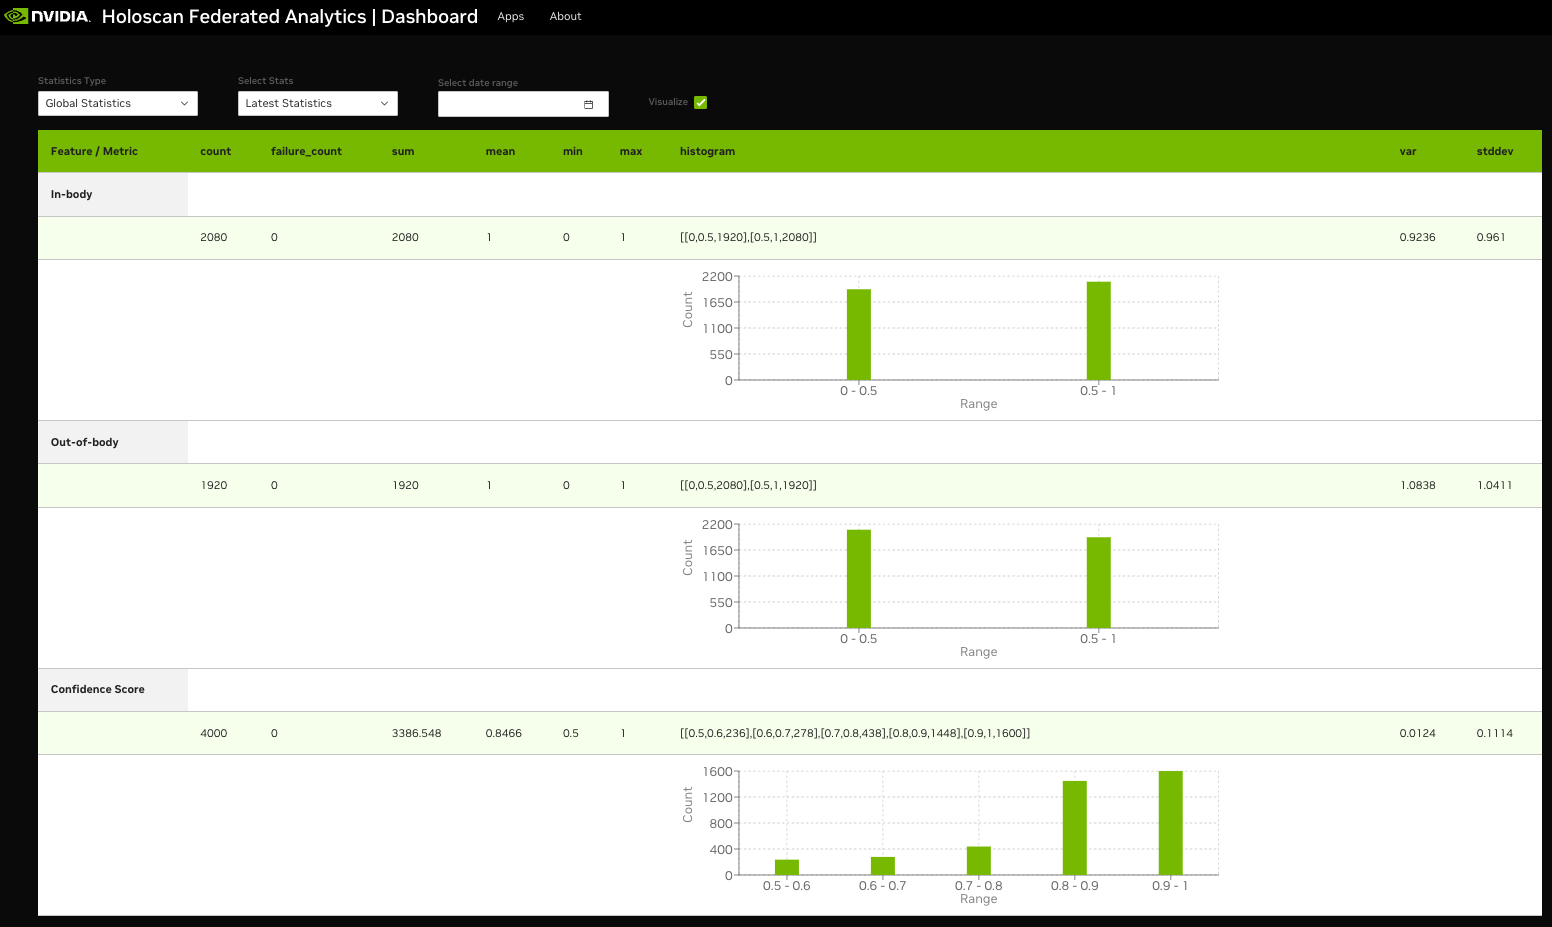 NVIDIA. Holoscan Federated Analytics | Dashboard Apps About
Statistics Type Select Stats Select date range
Global Statistics Latest Statistics Visualize
Feature / Metric count failure_count sum mean min max histogram var stddev
In-body
2080 0 2080 1 0 1 [[0,0.5,1920],[0.5,1,2080]] 0.9236 0.961
2200
1650
1100
550
0
Count
0 - 0.5 0.5 - 1
Range
Out-of-body
1920 0 1920 1 0 1 [[0,0.5,2080],[0.5,1,1920]] 1.0838 1.0411
2200
1650
1100
550
0
Count
0 - 0.5 0.5 - 1
Range
Confidence Score
4000 0 3386.548 0.8466 0.5 1 [[0.5,0.6,236],[0.6,0.7,278],[0.7,0.8,438],[0.8,0.9,1448],[0.9,1,1600]] 0.0124 0.1114
1600
1200
800
400
0
Count
0.5 - 0.6 0.6 - 0.7 0.7 - 0.8 0.8 - 0.9 0.9 - 1
Range